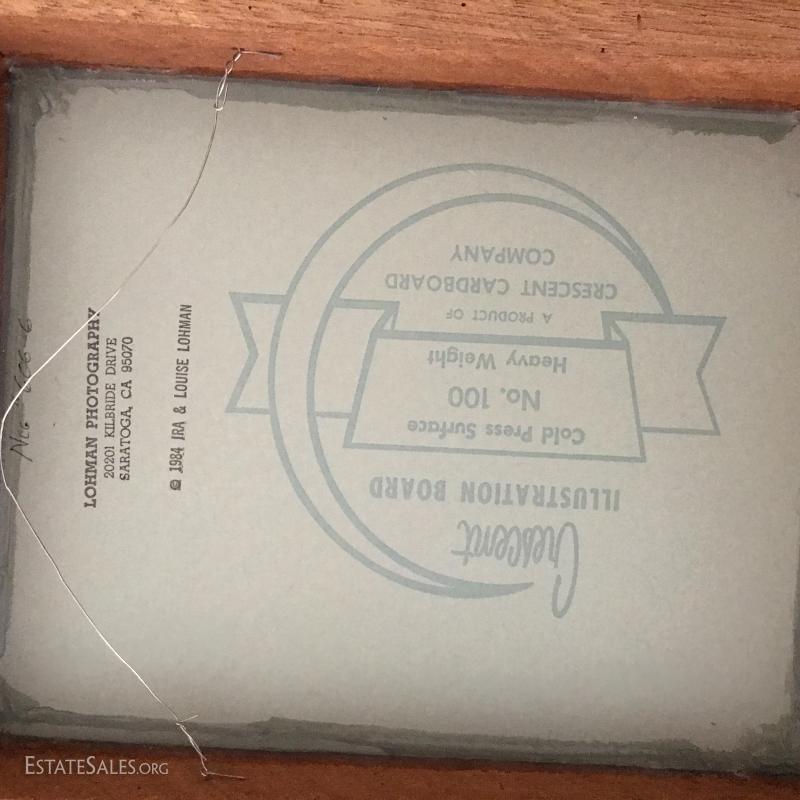 LOHMAN PHOTOGRAPHY
20201 KILBRIDE DRIVE
SARATOGA, CA 95070
© 1984 IRA & LOUISE LOHMAN
Crescent
ILLUSTRATION BOARD
Cold Press Surface
No. 100
Heavy Weight
A PRODUCT OF
CRESCENT CARDBOARD
COMPANY
ESTATESALES.ORG